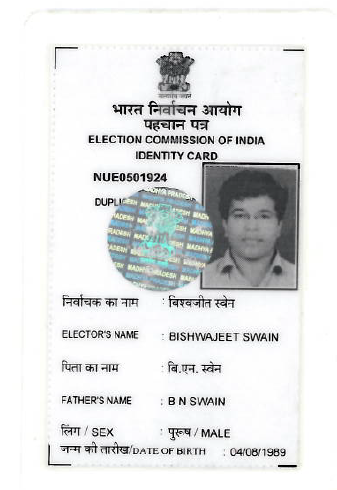 भारत निर्वाचन आयोग
पहचान पत्र
ELECTION COMMISSION OF INDIA
IDENTITY CARD
NUE0501924
निर्वाचक का नाम : बिश्वजीत स्वेन
ELECTOR'S NAME : BISHWAJEET SWAIN
पिता का नाम : बि.एन. स्वेन
FATHER'S NAME : B N SWAIN
लिंग / SEX : पुरूष / MALE
जन्म की तारीख/DATE OF BIRTH : 04/08/1989